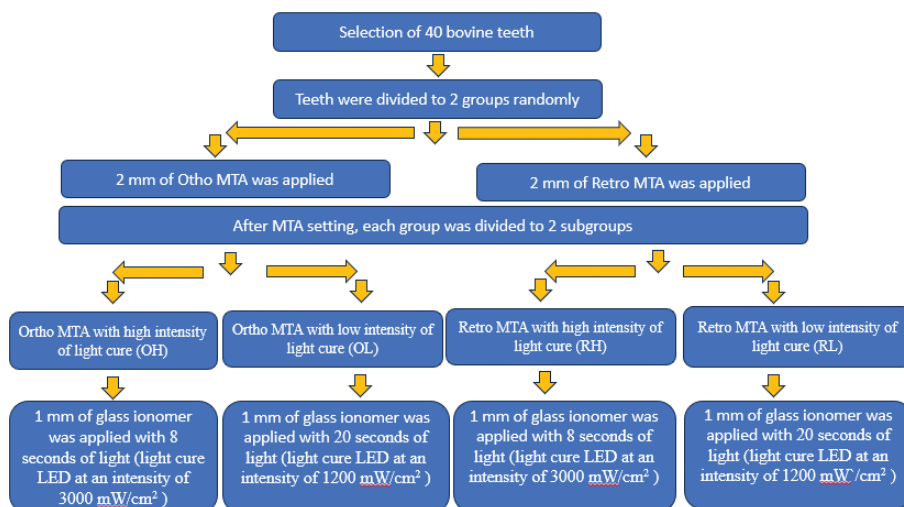 Selection of 40 bovine teeth
Teeth were divided to 2 groups randomly
2 mm of Otho MTA was applied
2 mm of Retro MTA was applied
After MTA setting, each group was divided to 2 subgroups
Ortho MTA with high intensity
of light cure (OH)
Ortho MTA with low intensity of
light cure (OL)
Retro MTA with high intensity of
light cure (RH)
Retro MTA with low intensity of
light cure (RL)
1 mm of glass ionomer
was applied with 8
seconds of light (light cure
LED at an intensity of
3000 mW/cm² )
1 mm of glass ionomer was
applied with 20 seconds of
light (light cure LED at an
intensity of 1200 mW/cm² )
1 mm of glass ionomer was
applied with 8 seconds of
light (light cure LED at an
intensity of 3000 mW/cm² )
1 mm of glass ionomer was
applied with 20 seconds of
light (light cure LED at an
intensity of 1200 mW /cm² )